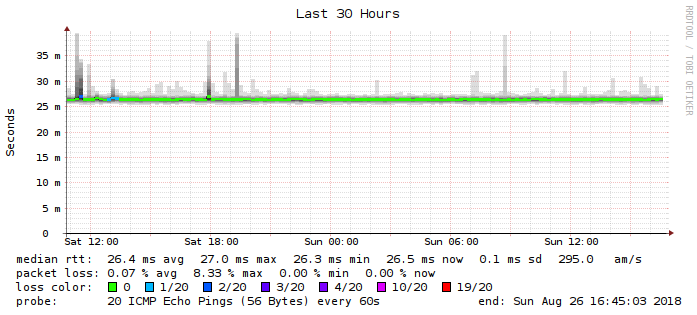 Last 30 Hours
RRDTOOL / TOBI OETIKER
Seconds
35 m
30 m
25 m
20 m
15 m
10 m
5 m
0
Sat 12:00 Sat 18:00 Sun 00:00 Sun 06:00 Sun 12:00
median rtt: 26.4 ms avg 27.0 ms max 26.3 ms min 26.5 ms now 0.1 ms sd 295.0 am/s
packet loss: 0.07 % avg 8.33 % max 0.00 % min 0.00 % now
loss color: 0 1/20 2/20 3/20 4/20 10/20 19/20
probe: 20 ICMP Echo Pings (56 Bytes) every 60s end: Sun Aug 26 16:45:03 2018